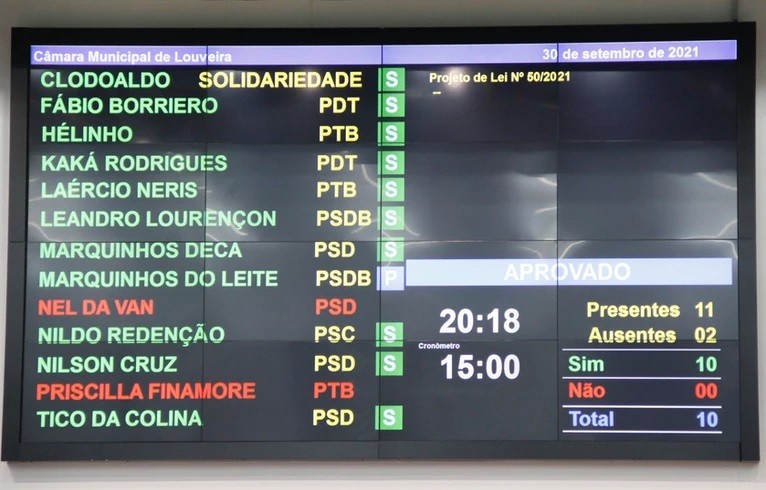 Câmara Municipal de Louveira 30 de setembro de 2021
CLODOALDO SOLIDARIEDADE S
FÁBIO BORRIERO PDT S
HÉLINHO PTB S
KAKÁ RODRIGUES PDT S
LAÉRCIO NERIS PTB S
LEANDRO LOURENÇON PSDB S
MARQUINHOS DECA PSD S
MARQUINHOS DO LEITE PSDB P
NEL DA VAN PSD
NILDO REDENÇÃO PSC S
NILSON CRUZ PSD S
PRISCILLA FINAMORE PTB
TICO DA COLINA PSD S
Projeto de Lei Nº 50/2021
--
APROVADO
20:18
Cronômetro
15:00
Presentes 11
Ausentes 02
Sim 10
Não 00
Total 10